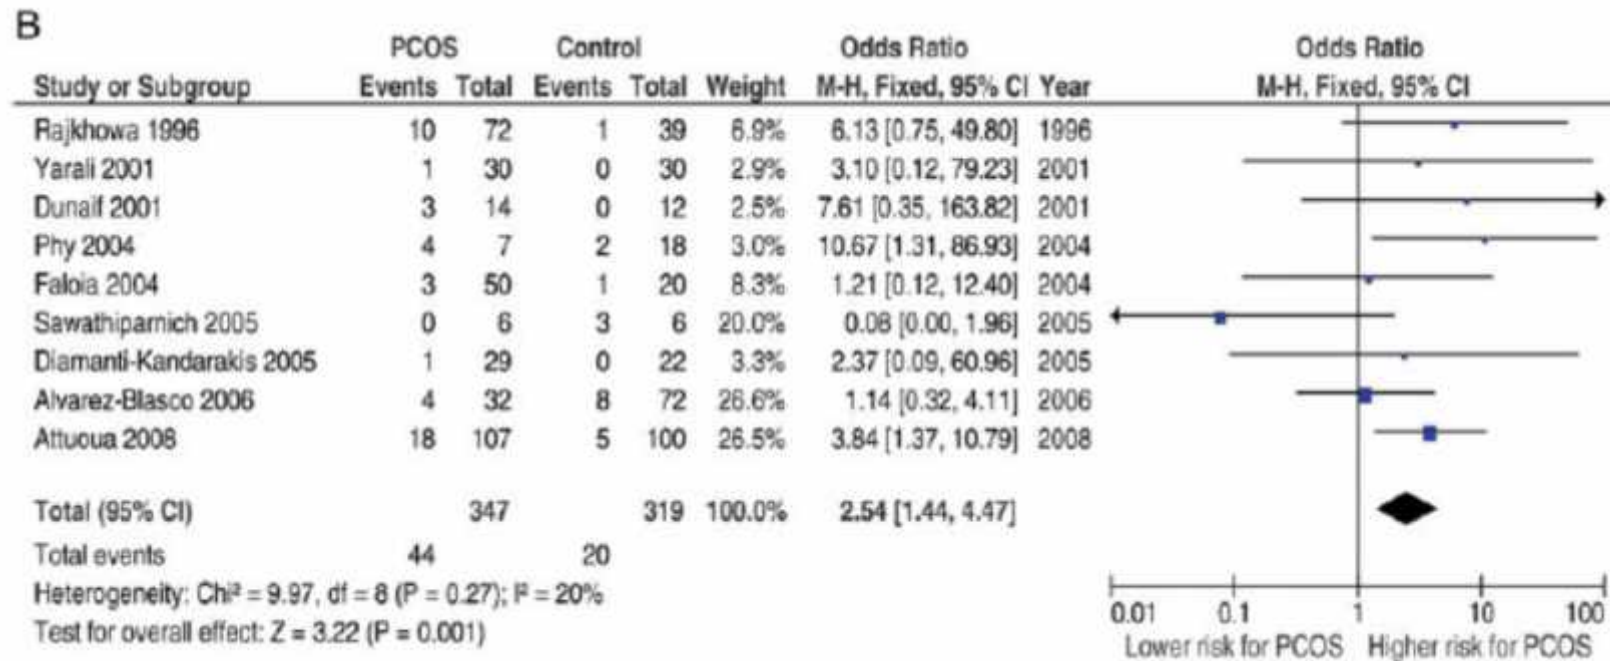 B
PCOS Control Odds Ratio Odds Ratio
Study or Subgroup Events Total Events Total Weight M-H, Fixed, 95% CI Year M-H, Fixed, 95% CI
Rajkhowa 1996 10 72 1 39 6.9% 6.13 [0.75, 49.80] 1996
Yarali 2001 1 30 0 30 2.9% 3.10 [0.12, 79.23] 2001
Dunaif 2001 3 14 0 12 2.5% 7.61 [0.35, 163.82] 2001
Phy 2004 4 7 2 18 3.0% 10.67 [1.31, 86.93] 2004
Faloia 2004 3 50 1 20 8.3% 1.21 [0.12, 12.40] 2004
Sawathiparnich 2005 0 6 3 6 20.0% 0.08 [0.00, 1.96] 2005
Diamanti-Kandarakis 2005 1 29 0 22 3.3% 2.37 [0.09, 60.96] 2005
Alvarez-Blasco 2006 4 32 8 72 26.6% 1.14 [0.32, 4.11] 2006
Attuoua 2008 18 107 5 100 26.5% 3.84 [1.37, 10.79] 2008
Total (95% CI) 347 319 100.0% 2.54 [1.44, 4.47]
Total events 44 20
Heterogeneity: Chi² = 9.97, df = 8 (P = 0.27); I² = 20%
Test for overall effect: Z = 3.22 (P = 0.001)
0.01 0.1 1 10 100
Lower risk for PCOS Higher risk for PCOS